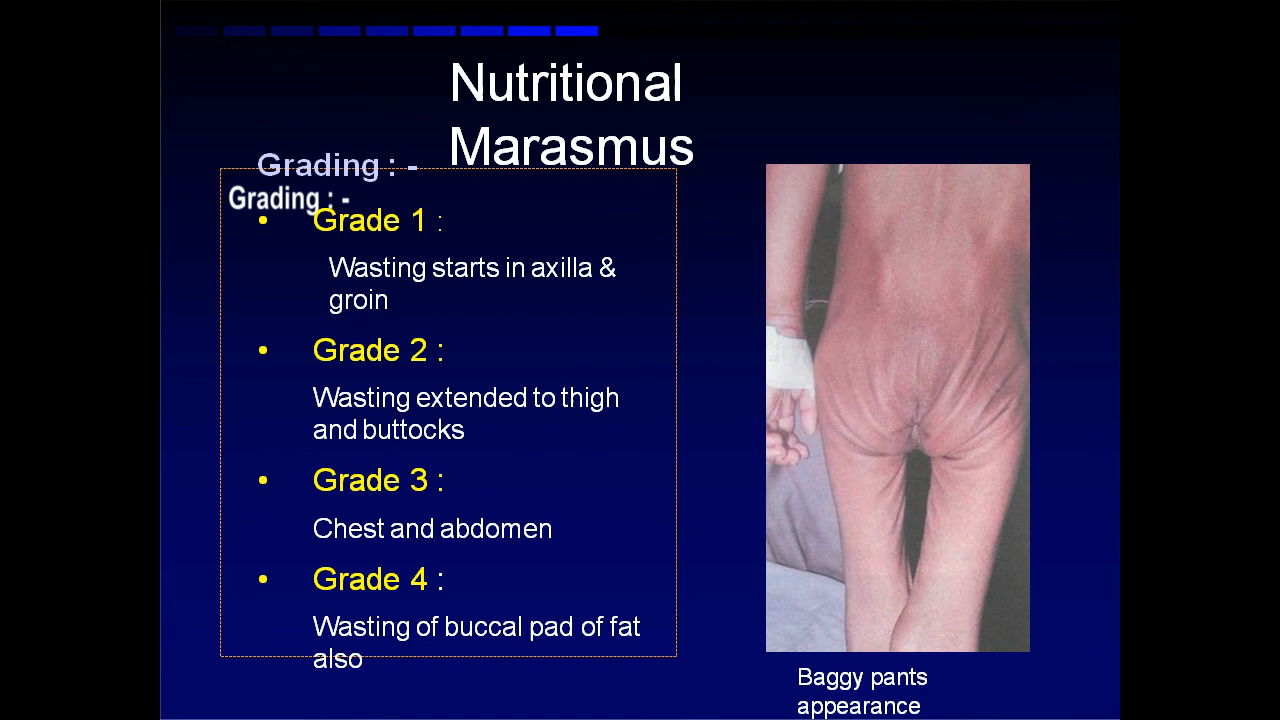 Nutritional
Marasmus
Grading : -
Grading : -
• Grade 1 :
Wasting starts in axilla &
groin
• Grade 2 :
Wasting extended to thigh
and buttocks
• Grade 3 :
Chest and abdomen
• Grade 4 :
Wasting of buccal pad of fat
also
Baggy pants
appearance